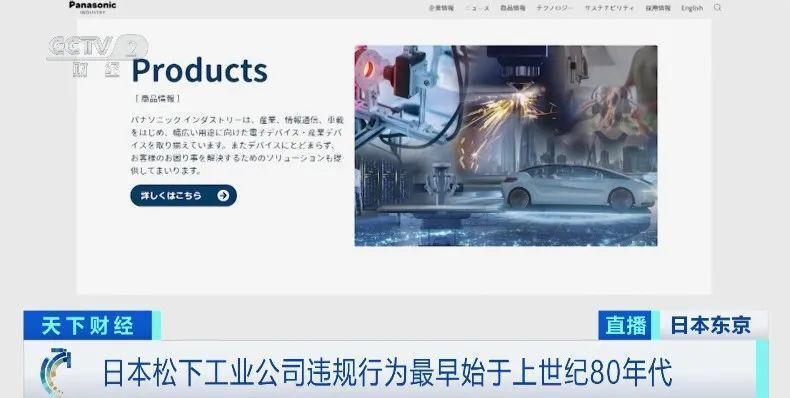 Panasonic
INDUSTRY
企業情報 ニュース 商品情報 テクノロジー サステナビリティ 採用情報 English
CCTV 2
财经
Products
[ 商品情報 ]
パナソニック インダストリーは、産業、情報通信、車載
をはじめ、幅広い用途に向けた電子デバイス・産業デバ
イスを取り揃えています。またデバイスにとどまらず、
お客様のお困り事を解決するためのソリューションも提
供してまいります。
詳しくはこちら
天下财经
直播 日本东京
日本松下工业公司违规行为最早始于上世纪80年代